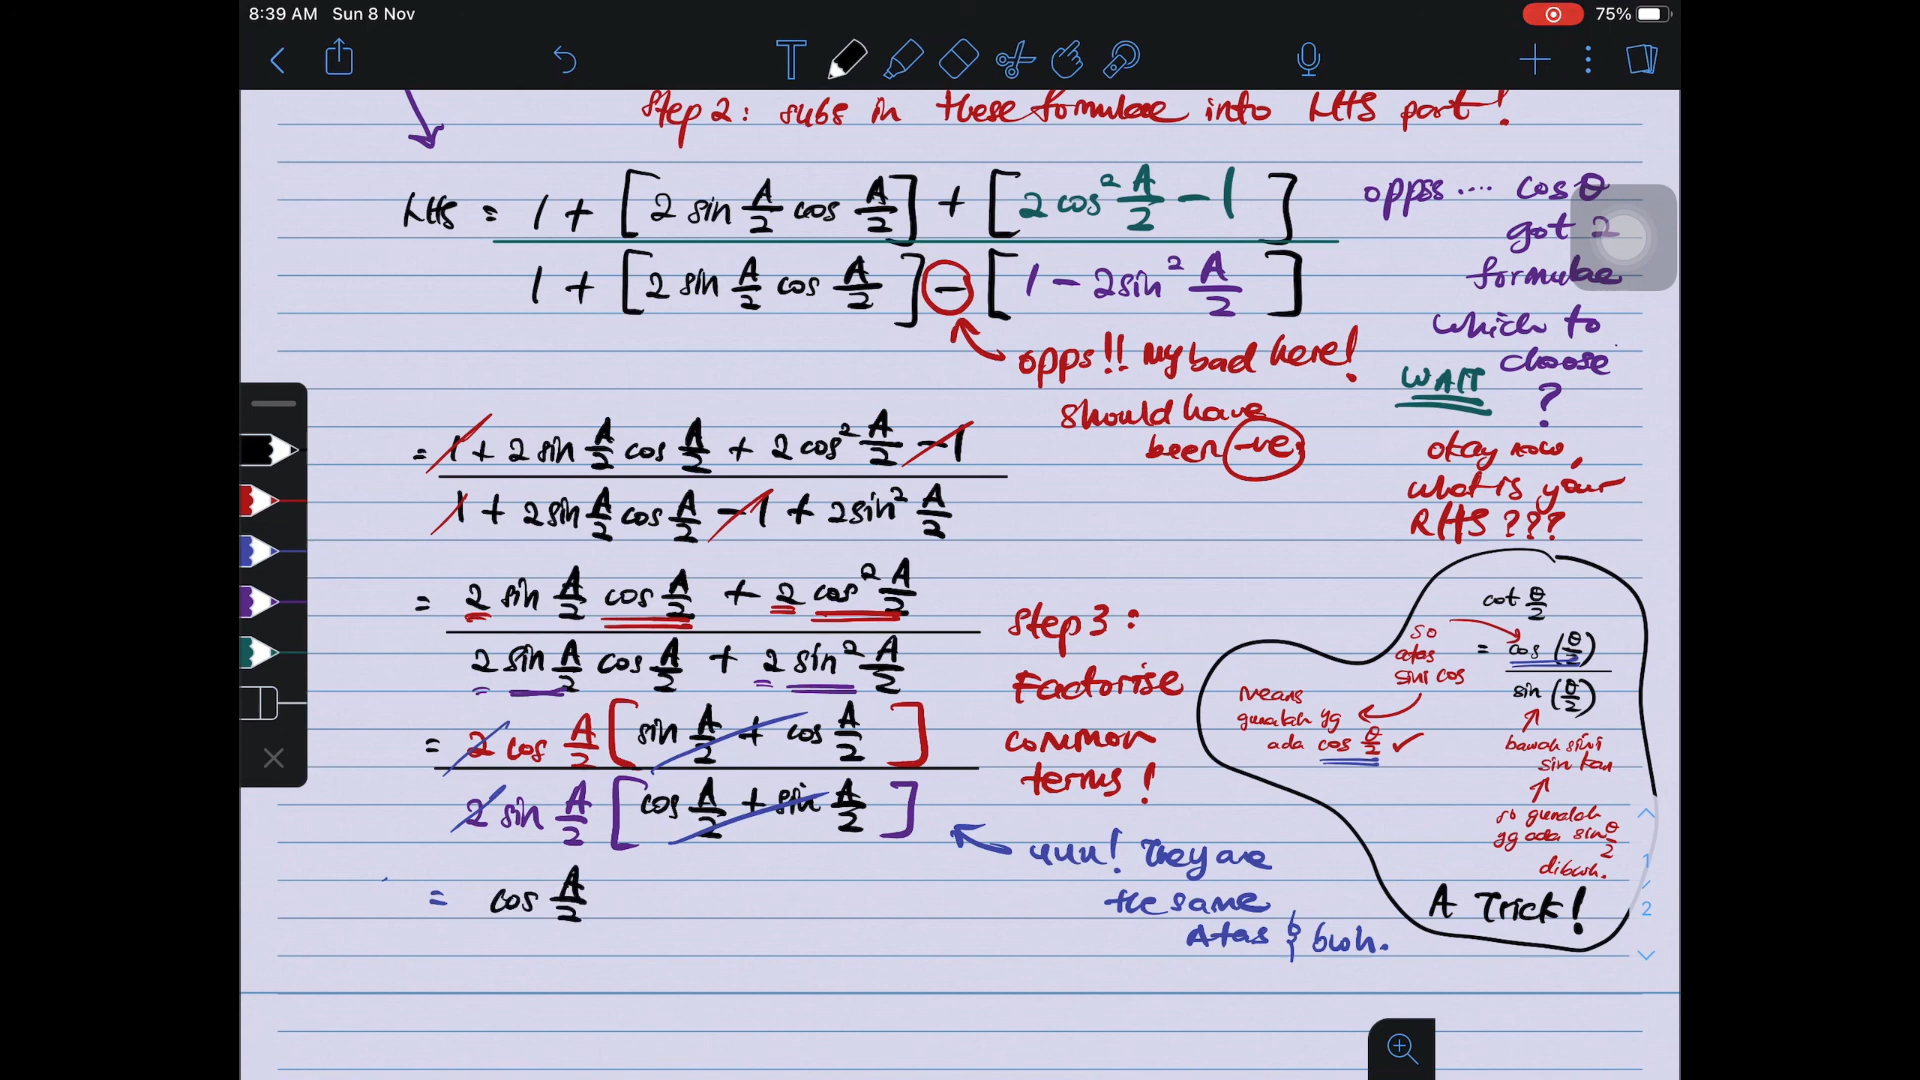 8:39 AM Sun 8 Nov
75%
Step 2: subs in these formulae into LHS part!
LHS = 1 + [2 sin A/2 cos A/2] + [2 cos² A/2 - 1]
1 + [2 sin A/2 cos A/2] - [1 - 2sin² A/2]
oppss .... cos θ
got 2
formulae
which to
choose
?
WAIT
opps!! My bad here!
should have
been -ve
okay now,
what is your
RHS ???
= 1 + 2 sin A/2 cos A/2 + 2 cos² A/2 - 1
1 + 2 sin A/2 cos A/2 - 1 + 2 sin² A/2
= 2 sin A/2 cos A/2 + 2 cos² A/2
2 sin A/2 cos A/2 + 2 sin² A/2
= 2 cos A/2 [sin A/2 + cos A/2]
2 sin A/2 [cos A/2 + sin A/2]
= cos A/2
Step 3:
Factorise
common
terms!
They are
the same
Atas & bwh.
cot θ/2
= cos (θ/2)
sin (θ/2)
so
atas
sini cos
Means
gunalah yg
ada cos θ/2 ✓
bawah sini
sin kan
so gunalah
yg ada sin θ/2
dibwh.
A Trick!
1
2